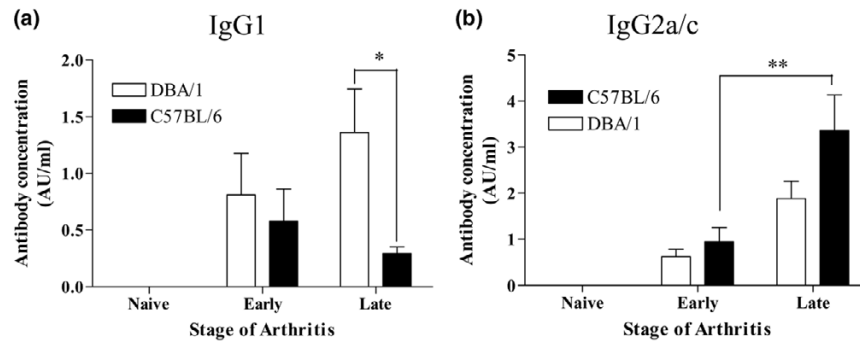 (a)
IgG1
2.0
1.5
1.0
0.5
0.0
Antibody concentration
(AU/ml)
DBA/1
C57BL/6
*
Naive Early Late
Stage of Arthritis
(b)
IgG2a/c
5
4
3
2
1
0
Antibody concentration
(AU/ml)
C57BL/6
DBA/1
**
Naive Early Late
Stage of Arthritis